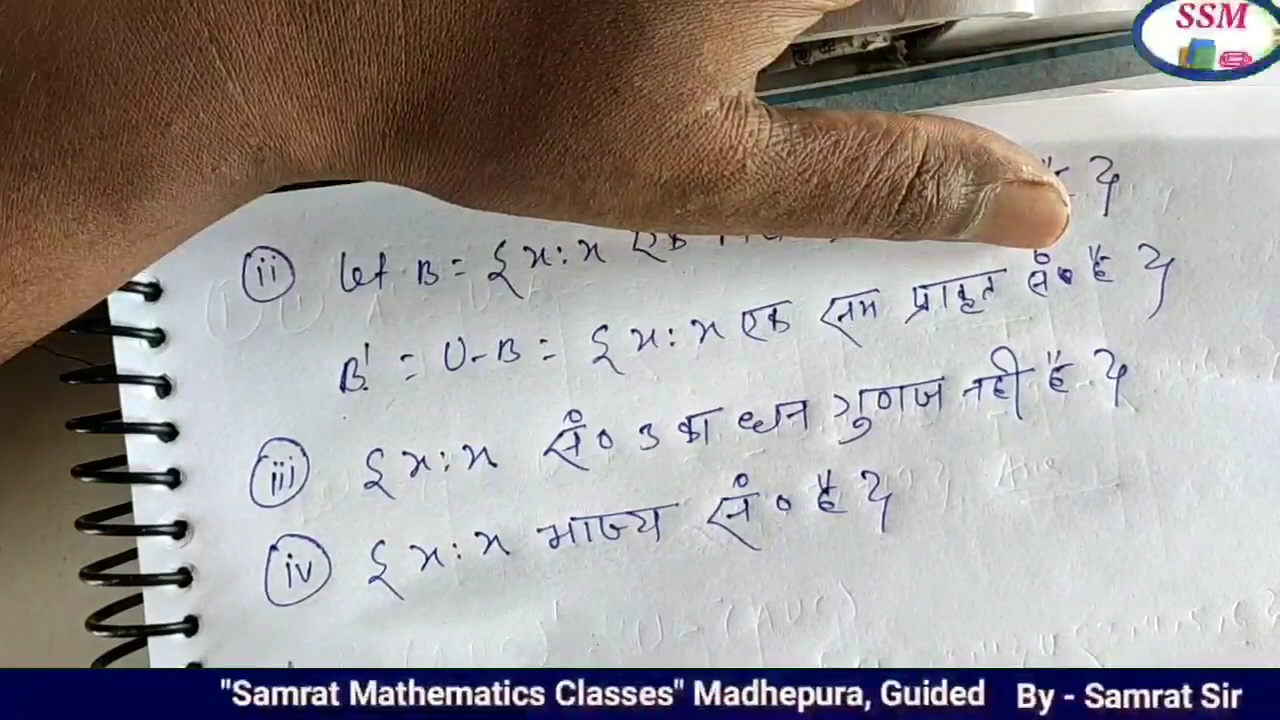 SSM
है }
(ii) let B = { x : x एक
B' = U - B = { x : x एक सम प्राकृत सं० है }
(iii) { x : x सं० 3 का धन गुणज नही है }
(iv) { x : x भाज्य सं० है }
"Samrat Mathematics Classes" Madhepura, Guided By - Samrat Sir